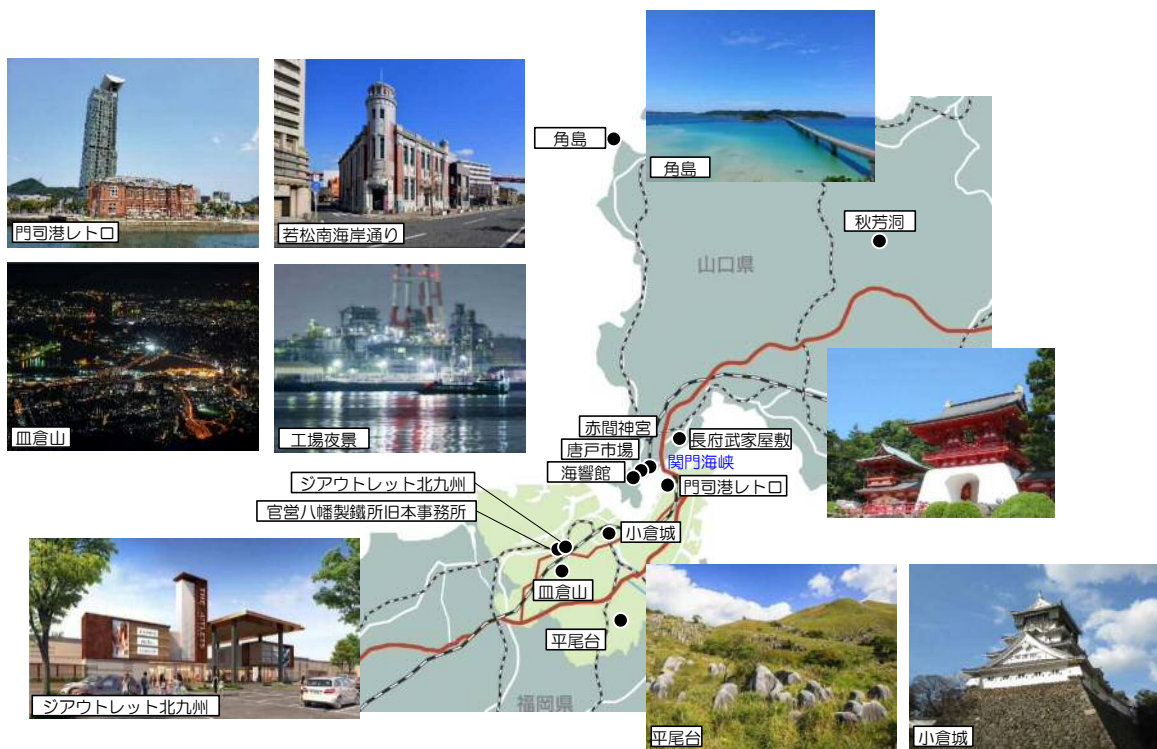 角島
角島
秋芳洞
門司港レトロ
若松南海岸通り
山口県
皿倉山
工場夜景
赤間神宮
長府武家屋敷
唐戸市場
関門海峡
海響館
門司港レトロ
ジアウトレット北九州
官営八幡製鐵所旧本事務所
小倉城
皿倉山
平尾台
THE OUTLETS
ジアウトレット北九州
福岡県
平尾台
小倉城